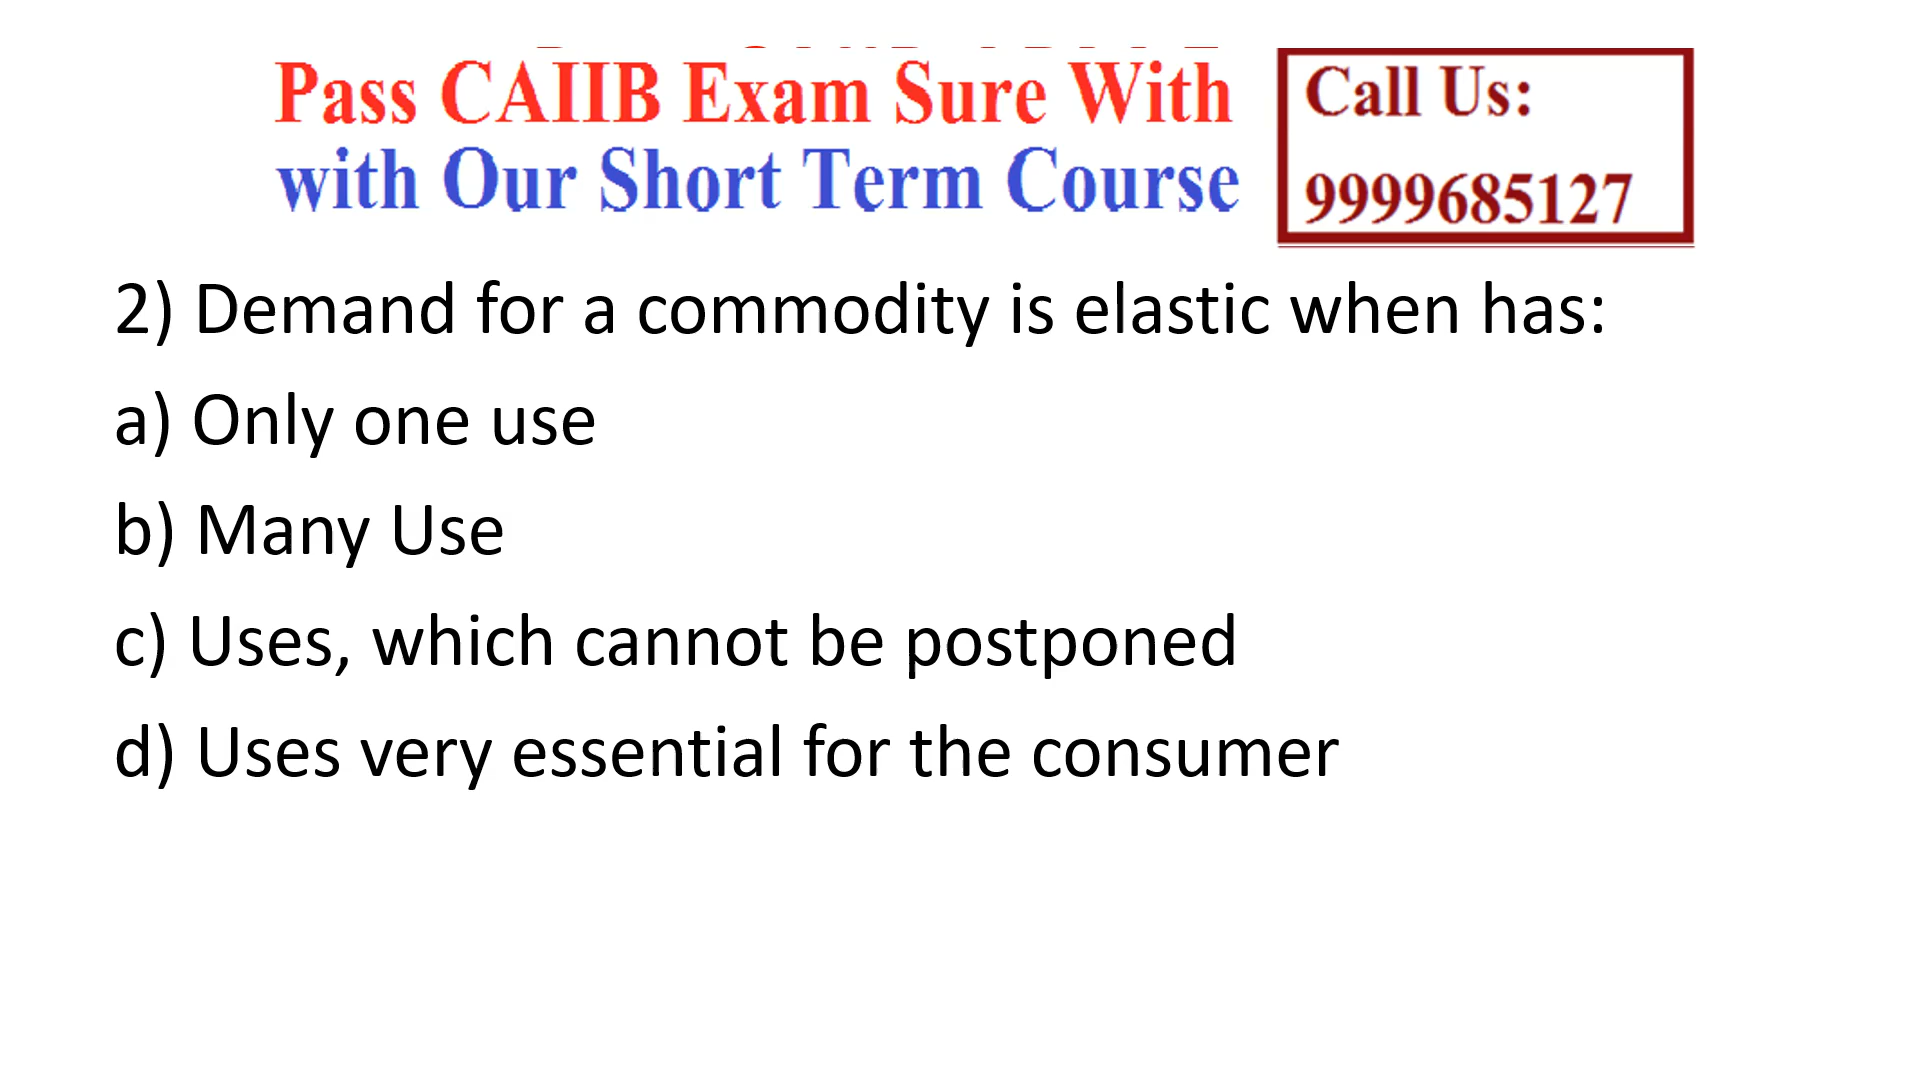 Pass CAIIB Exam Sure With
with Our Short Term Course
Call Us:
9999685127
2) Demand for a commodity is elastic when has:
a) Only one use
b) Many Use
c) Uses, which cannot be postponed
d) Uses very essential for the consumer